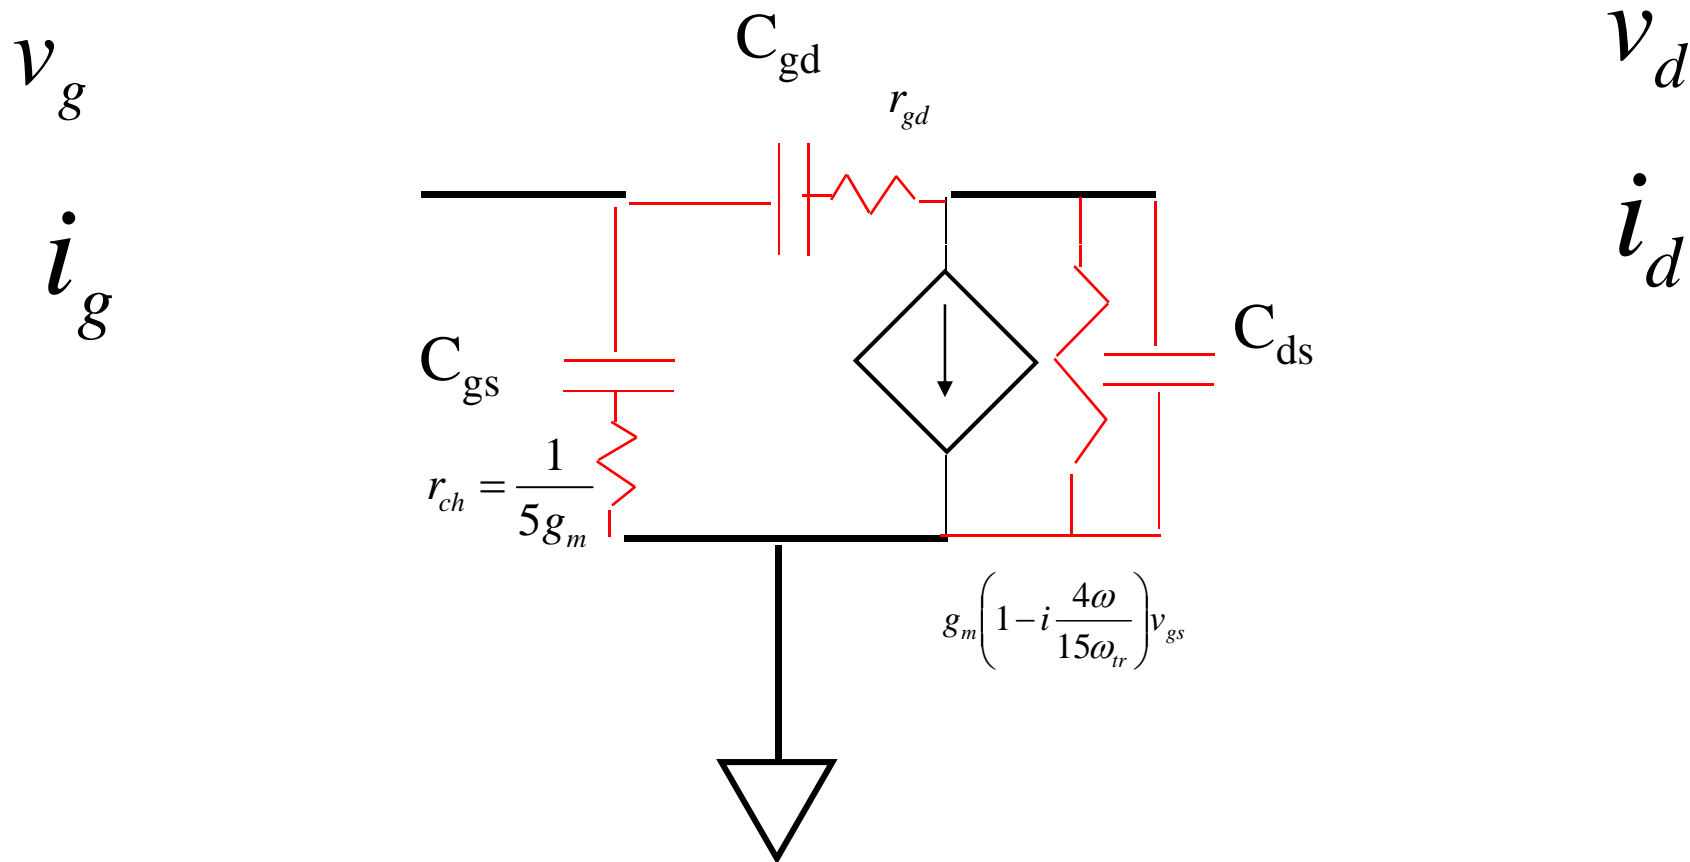 v_g
C_gd
v_d
r_gd
i_g
i_d
C_gs
C_ds
r_ch = 1/(5g_m)
g_m(1 − i 4ω/(15ω_tr))v_gs